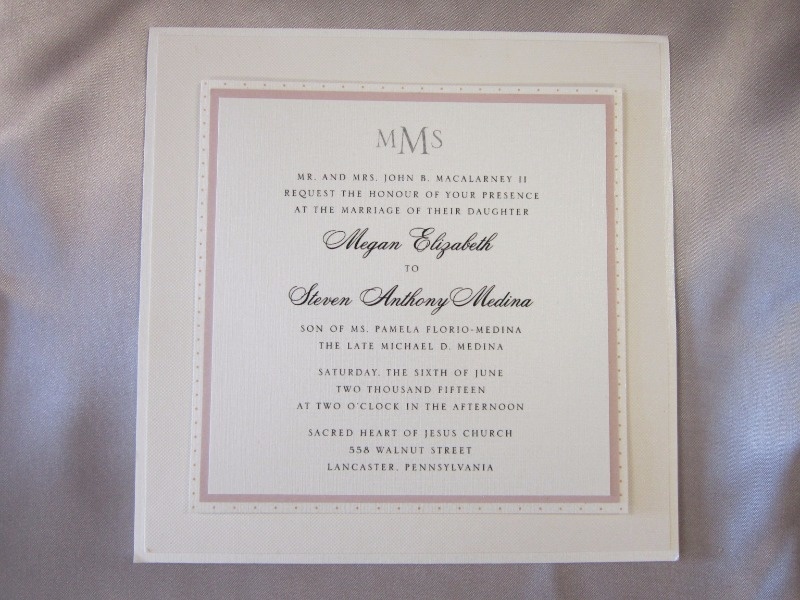 MMS
MR. AND MRS. JOHN B. MACALARNEY II
REQUEST THE HONOUR OF YOUR PRESENCE
AT THE MARRIAGE OF THEIR DAUGHTER
Megan Elizabeth
TO
Steven Anthony Medina
SON OF MS. PAMELA FLORIO-MEDINA
THE LATE MICHAEL D. MEDINA
SATURDAY, THE SIXTH OF JUNE
TWO THOUSAND FIFTEEN
AT TWO O'CLOCK IN THE AFTERNOON
SACRED HEART OF JESUS CHURCH
558 WALNUT STREET
LANCASTER, PENNSYLVANIA